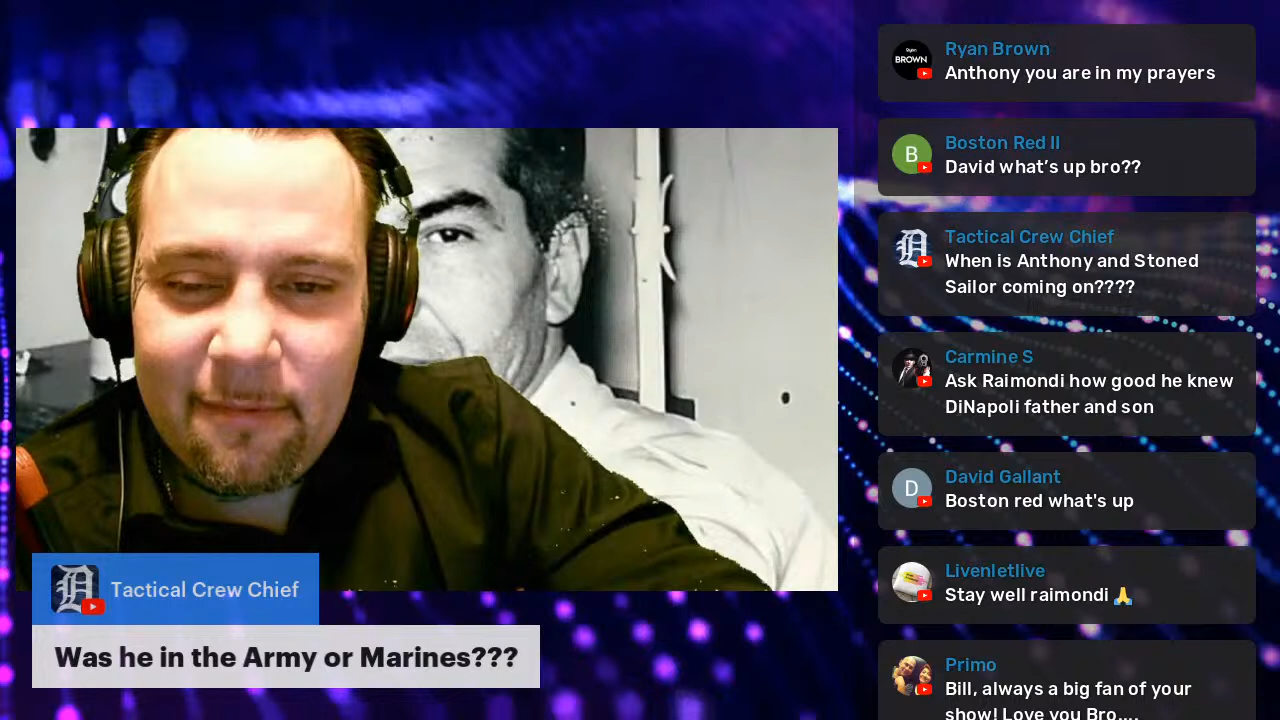 Ryan Brown
Anthony you are in my prayers
Boston Red II
David what’s up bro??
Tactical Crew Chief
When is Anthony and Stoned
Sailor coming on????
Carmine S
Ask Raimondi how good he knew
DiNapoli father and son
David Gallant
Boston red what's up
Livenletlive
Stay well raimondi 🙏
Primo
Bill, always a big fan of your
show! Love you Bro....
Tactical Crew Chief
Was he in the Army or Marines???
Ryan
BROWN
B
D